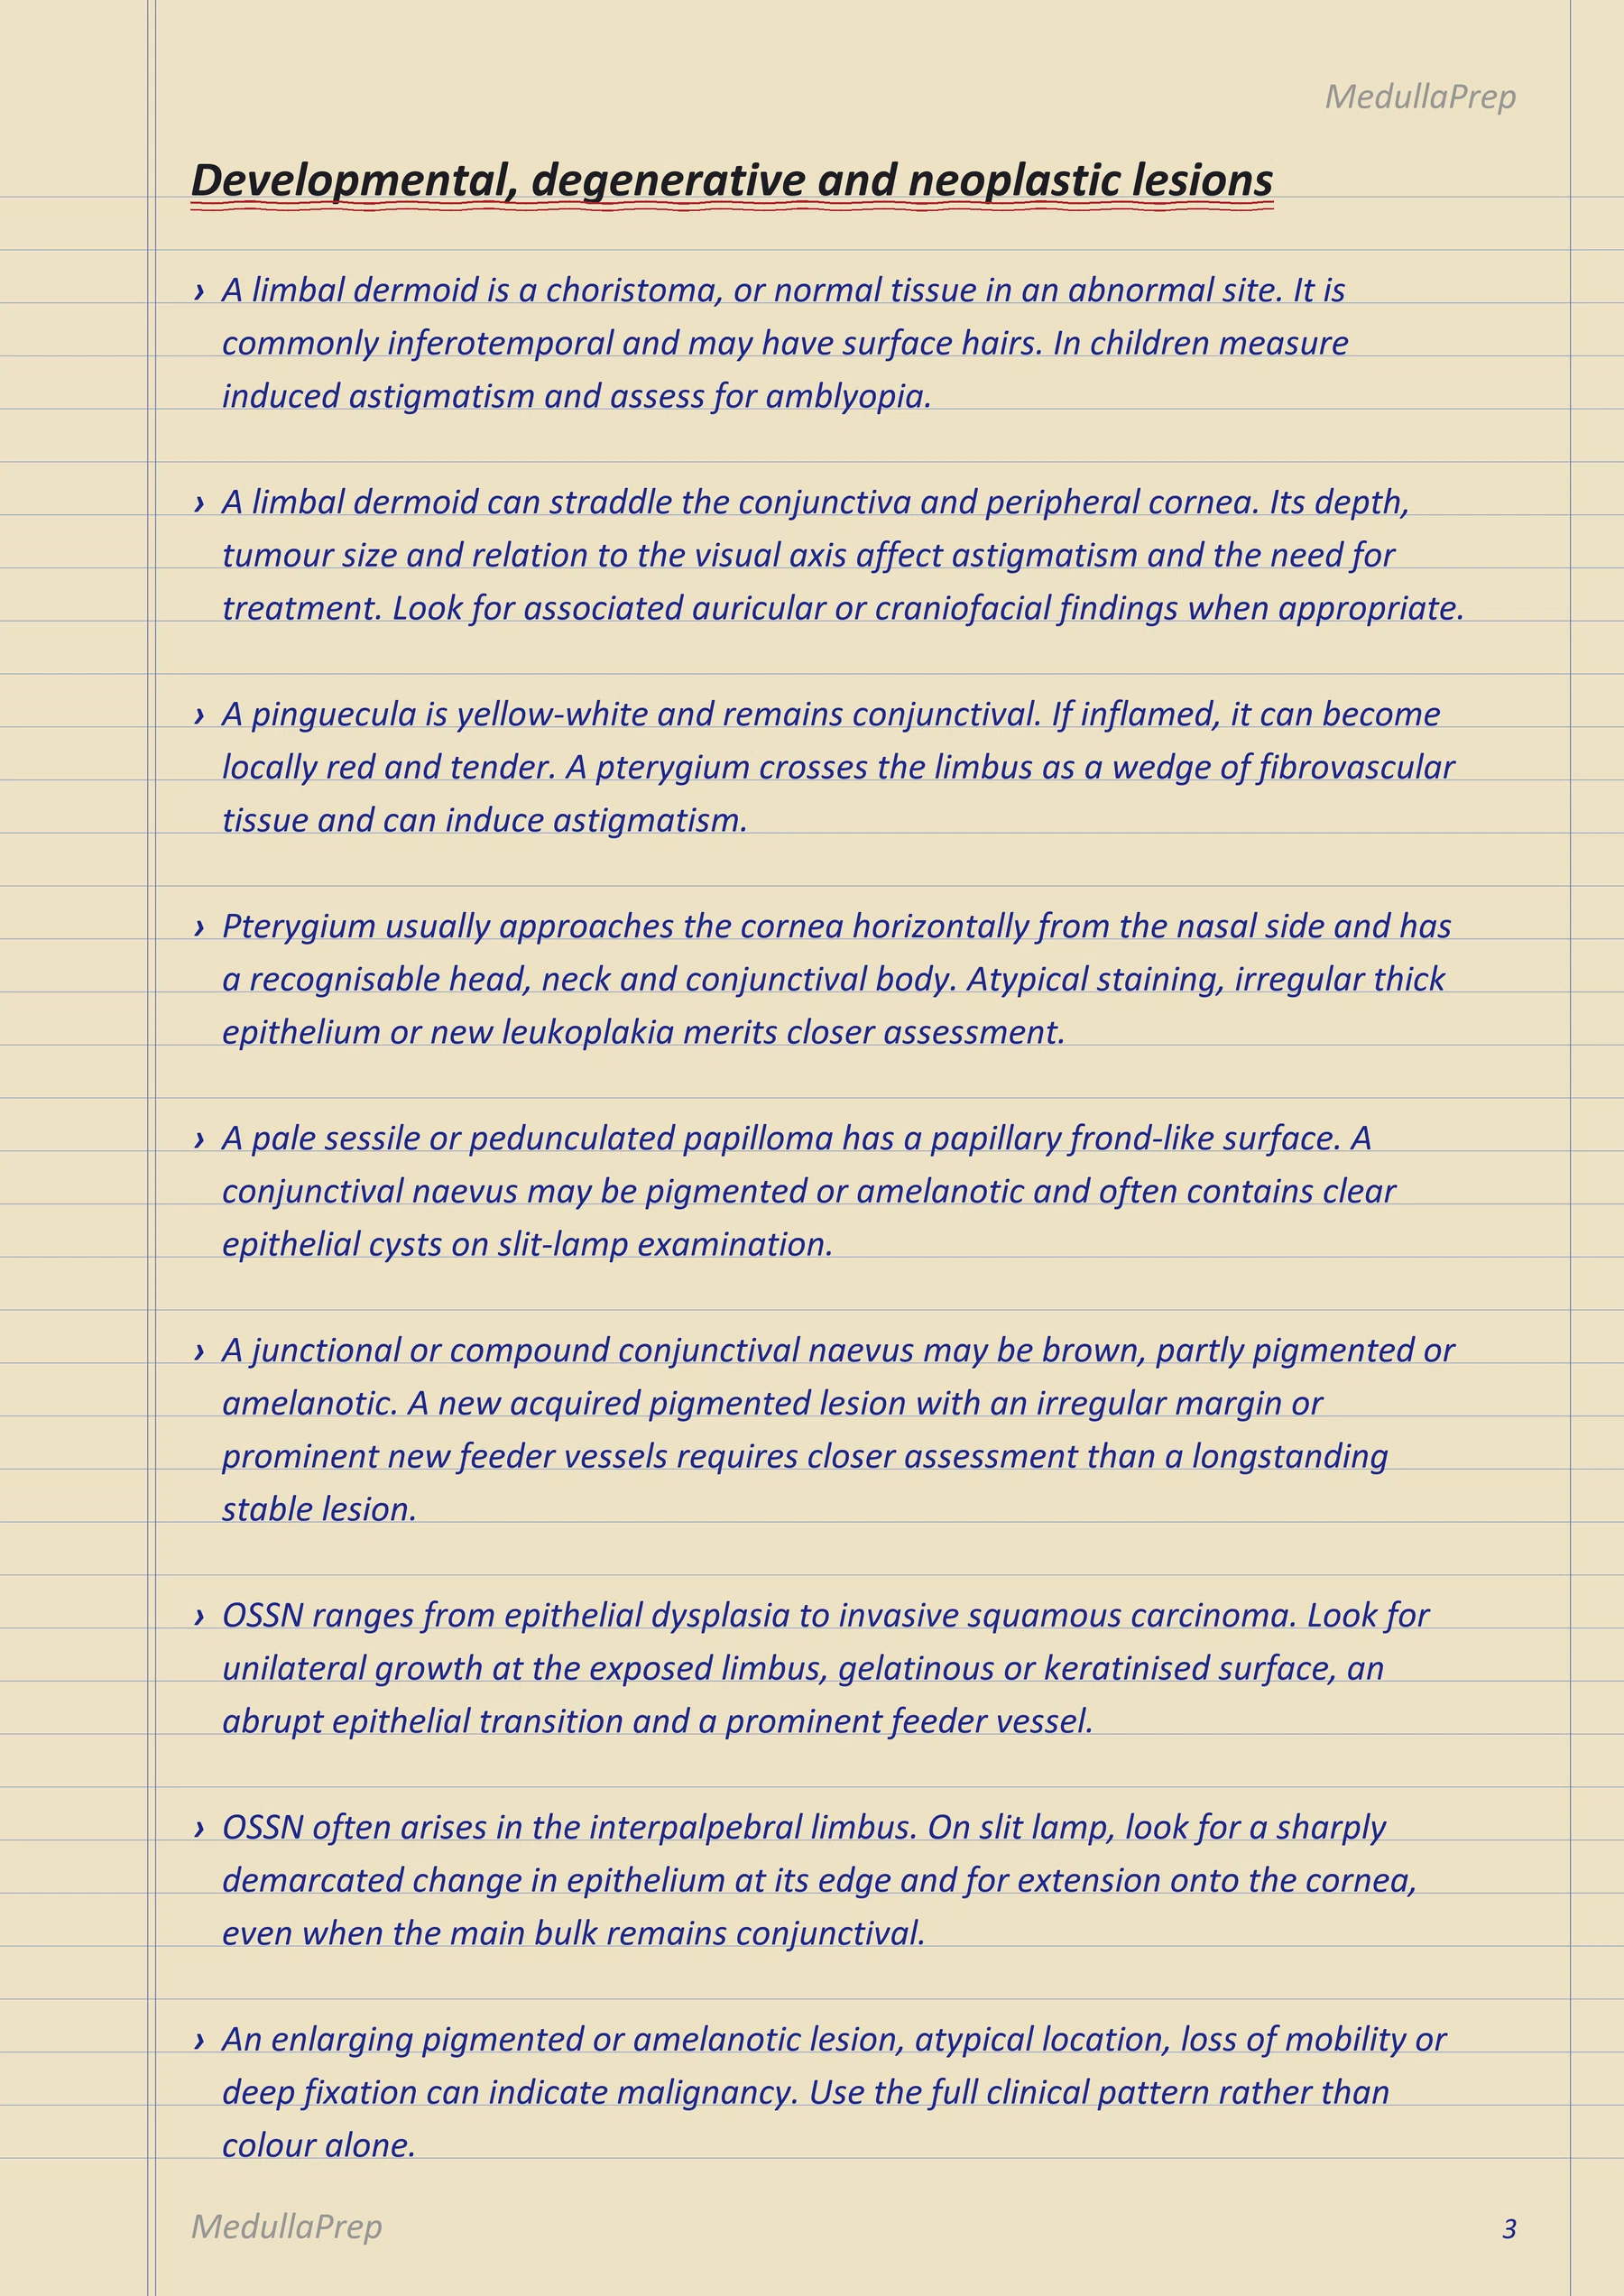 MedullaPrep
Developmental, degenerative and neoplastic lesions
› A limbal dermoid is a choristoma, or normal tissue in an abnormal site. It is
commonly inferotemporal and may have surface hairs. In children measure
induced astigmatism and assess for amblyopia.
› A limbal dermoid can straddle the conjunctiva and peripheral cornea. Its depth,
tumour size and relation to the visual axis affect astigmatism and the need for
treatment. Look for associated auricular or craniofacial findings when appropriate.
› A pinguecula is yellow-white and remains conjunctival. If inflamed, it can become
locally red and tender. A pterygium crosses the limbus as a wedge of fibrovascular
tissue and can induce astigmatism.
› Pterygium usually approaches the cornea horizontally from the nasal side and has
a recognisable head, neck and conjunctival body. Atypical staining, irregular thick
epithelium or new leukoplakia merits closer assessment.
› A pale sessile or pedunculated papilloma has a papillary frond-like surface. A
conjunctival naevus may be pigmented or amelanotic and often contains clear
epithelial cysts on slit-lamp examination.
› A junctional or compound conjunctival naevus may be brown, partly pigmented or
amelanotic. A new acquired pigmented lesion with an irregular margin or
prominent new feeder vessels requires closer assessment than a longstanding
stable lesion.
› OSSN ranges from epithelial dysplasia to invasive squamous carcinoma. Look for
unilateral growth at the exposed limbus, gelatinous or keratinised surface, an
abrupt epithelial transition and a prominent feeder vessel.
› OSSN often arises in the interpalpebral limbus. On slit lamp, look for a sharply
demarcated change in epithelium at its edge and for extension onto the cornea,
even when the main bulk remains conjunctival.
› An enlarging pigmented or amelanotic lesion, atypical location, loss of mobility or
deep fixation can indicate malignancy. Use the full clinical pattern rather than
colour alone.
MedullaPrep
3